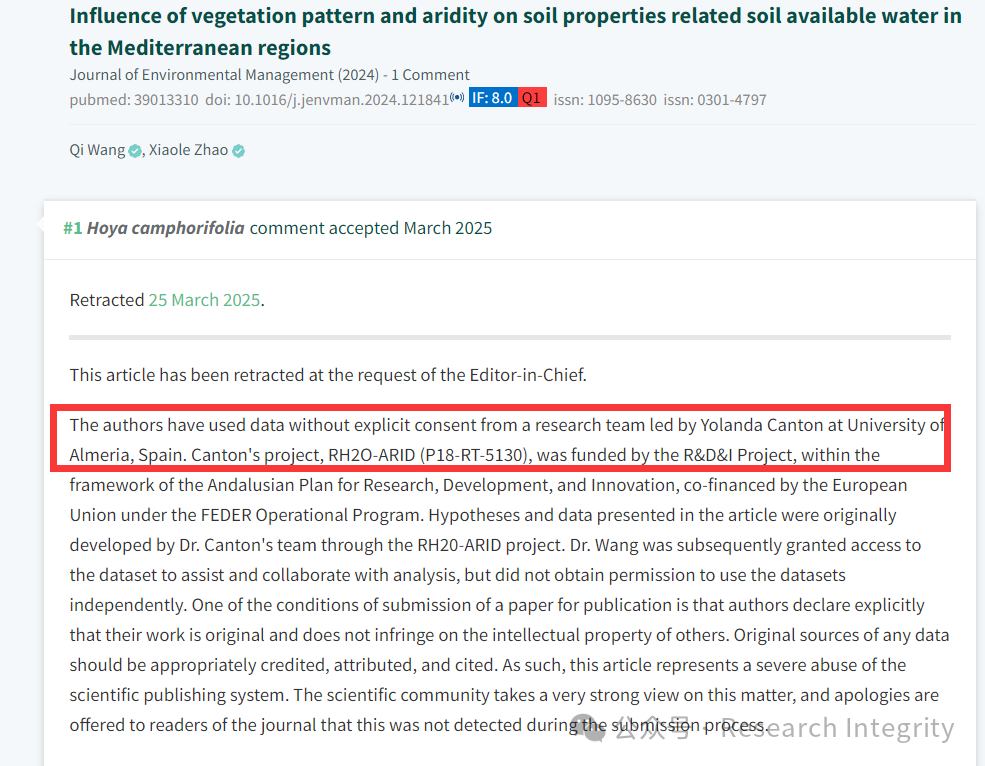 Influence of vegetation pattern and aridity on soil properties related soil available water in
the Mediterranean regions
Journal of Environmental Management (2024) - 1 Comment
pubmed: 39013310 doi: 10.1016/j.jenvman.2024.121841 IF: 8.0 Q1 issn: 1095-8630 issn: 0301-4797
Qi Wang, Xiaole Zhao
#1 Hoya camphorifolia comment accepted March 2025
Retracted 25 March 2025.
This article has been retracted at the request of the Editor-in-Chief.
The authors have used data without explicit consent from a research team led by Yolanda Canton at University of
Almeria, Spain. Canton's project, RH2O-ARID (P18-RT-5130), was funded by the R&D&I Project, within the
framework of the Andalusian Plan for Research, Development, and Innovation, co-financed by the European
Union under the FEDER Operational Program. Hypotheses and data presented in the article were originally
developed by Dr. Canton's team through the RH20-ARID project. Dr. Wang was subsequently granted access to
the dataset to assist and collaborate with analysis, but did not obtain permission to use the datasets
independently. One of the conditions of submission of a paper for publication is that authors declare explicitly
that their work is original and does not infringe on the intellectual property of others. Original sources of any data
should be appropriately credited, attributed, and cited. As such, this article represents a severe abuse of the
scientific publishing system. The scientific community takes a very strong view on this matter, and apologies are
offered to readers of the journal that this was not detected during the submission process.
公众号 · Research Integrity